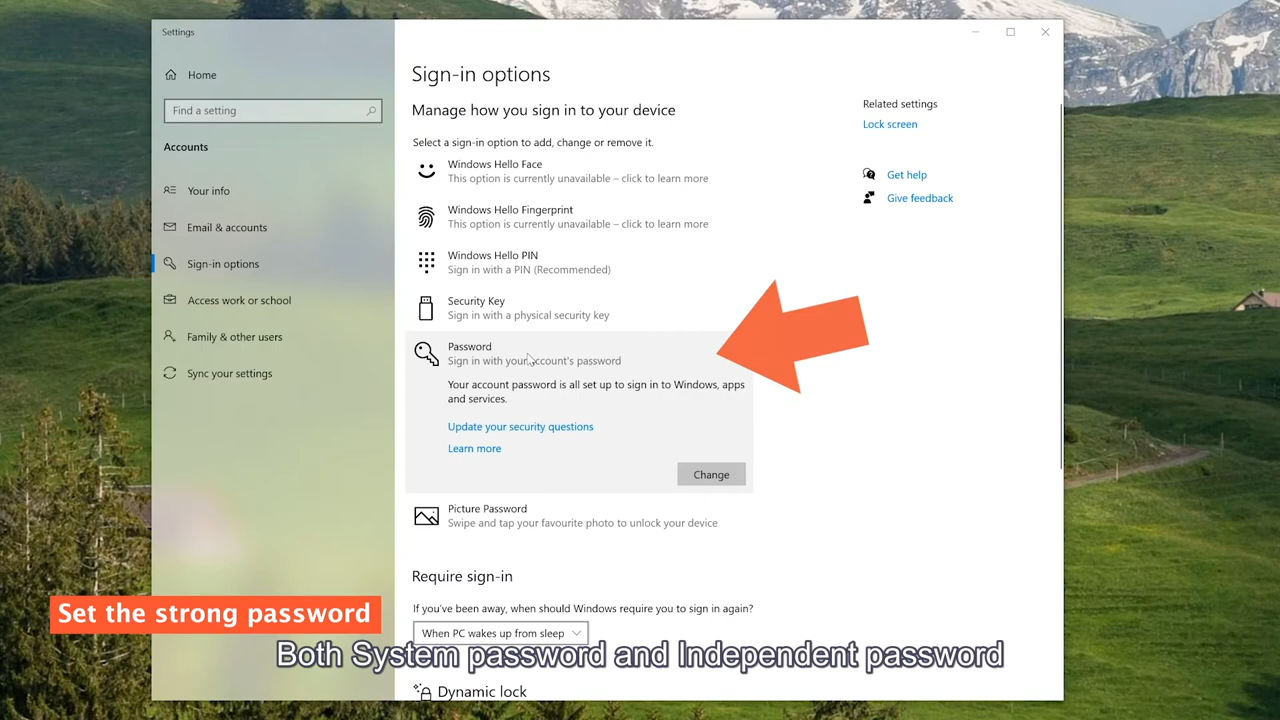 Settings
Home
Find a setting
Accounts
Your info
Email & accounts
Sign-in options
Access work or school
Family & other users
Sync your settings
Sign-in options
Manage how you sign in to your device
Select a sign-in option to add, change or remove it.
Windows Hello Face
This option is currently unavailable – click to learn more
Windows Hello Fingerprint
This option is currently unavailable – click to learn more
Windows Hello PIN
Sign in with a PIN (Recommended)
Security Key
Sign in with a physical security key
Password
Sign in with your account's password
Your account password is all set up to sign in to Windows, apps
and services.
Update your security questions
Learn more
Change
Picture Password
Swipe and tap your favourite photo to unlock your device
Require sign-in
If you've been away, when should Windows require you to sign in again?
When PC wakes up from sleep
Dynamic lock
Related settings
Lock screen
Get help
Give feedback
Set the strong password
Both System password and Independent password